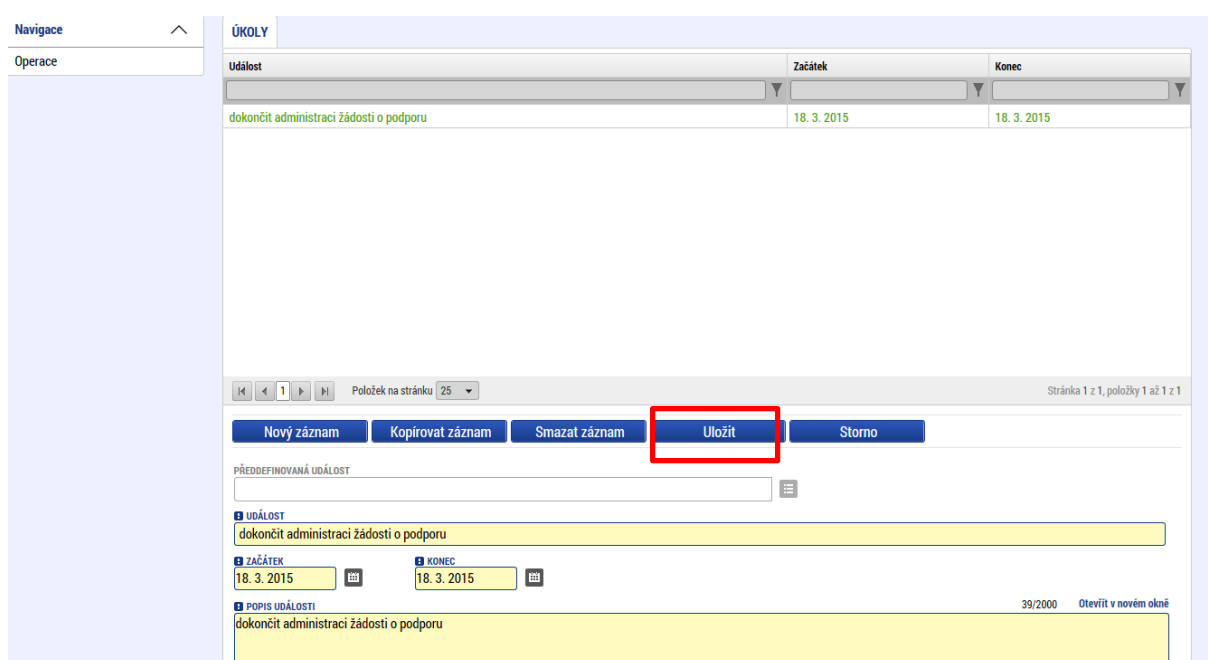 Navigace
Operace
ÚKOLY
Událost Začátek Konec
dokončit administraci žádosti o podporu 18. 3. 2015 18. 3. 2015
1 Položek na stránku 25 Stránka 1 z 1, položky 1 až 1 z 1
Nový záznam Kopírovat záznam Smazat záznam Uložit Storno
PŘEDDEFINOVANÁ UDÁLOST
UDÁLOST
dokončit administraci žádosti o podporu
ZAČÁTEK KONEC
18. 3. 2015 18. 3. 2015
POPIS UDÁLOSTI 39/2000 Otevřít v novém okně
dokončit administraci žádosti o podporu